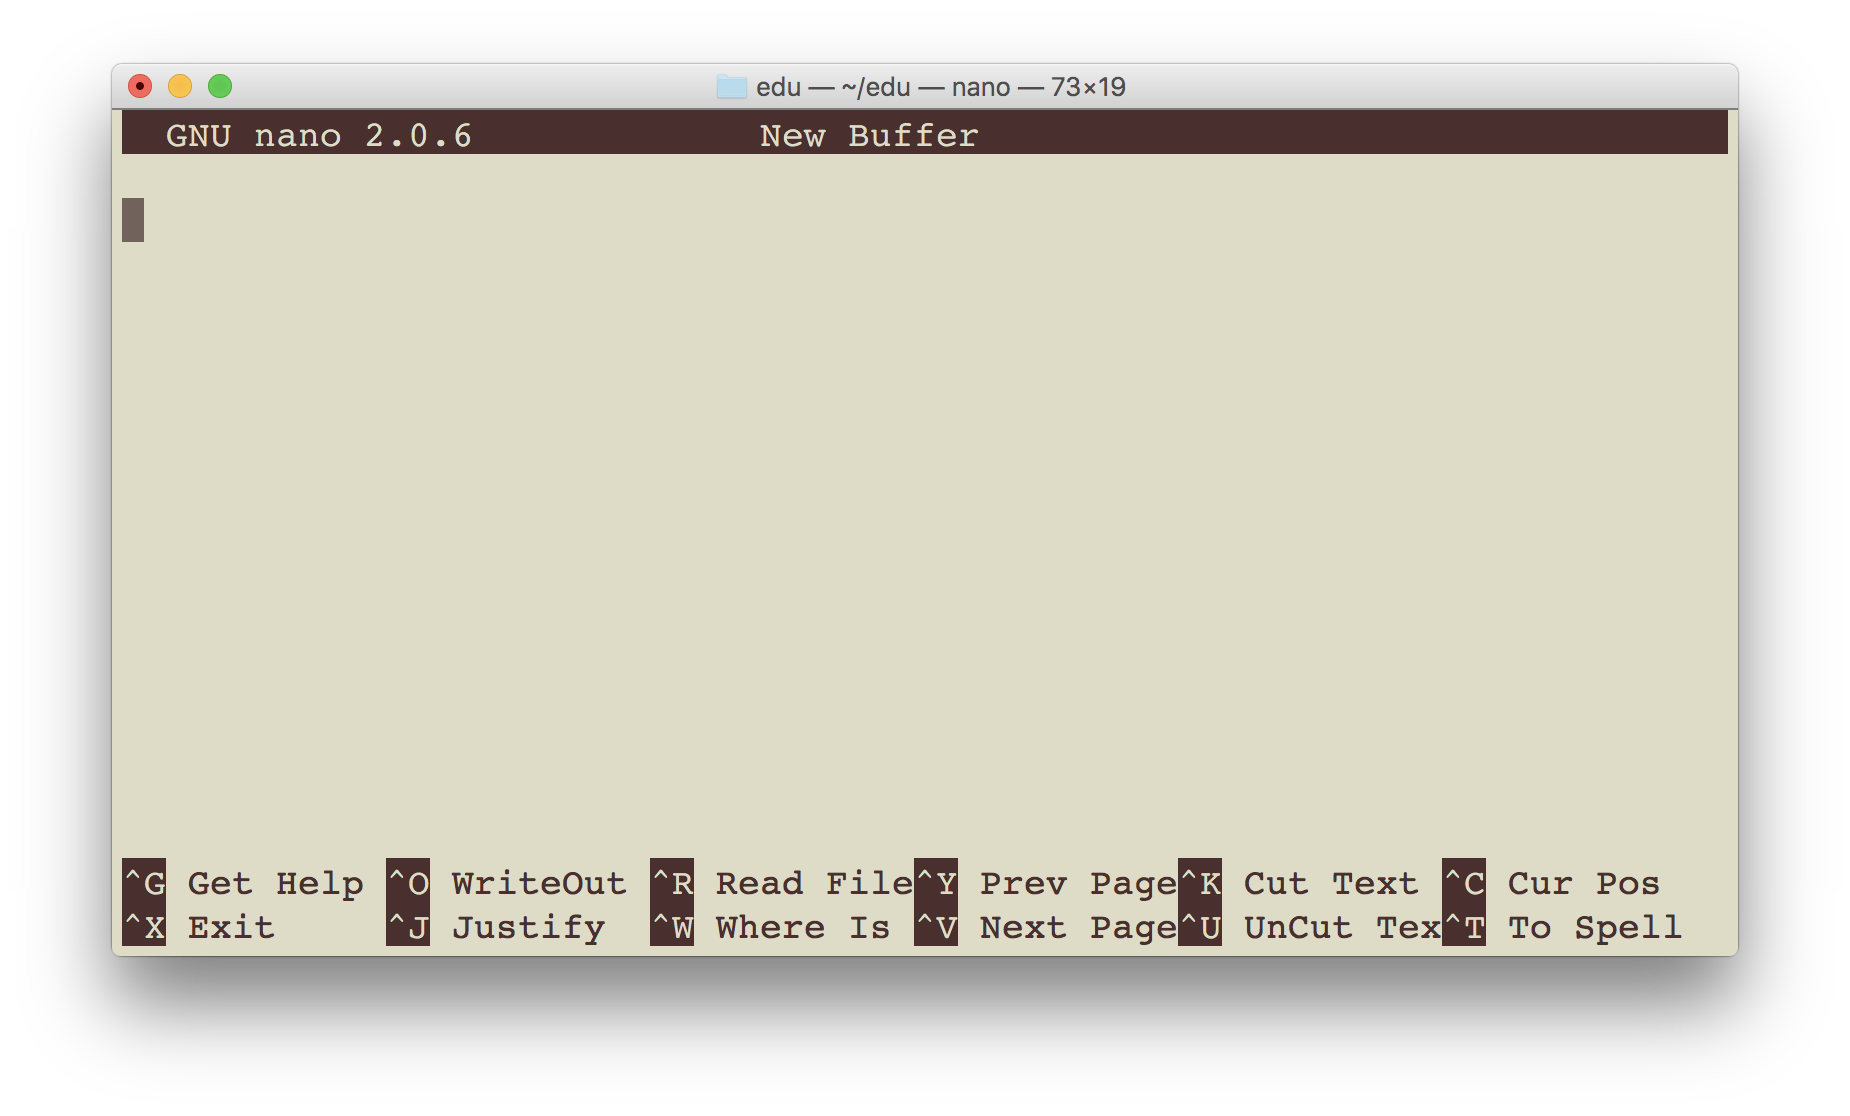 edu — ~/edu — nano — 73×19
GNU nano 2.0.6 New Buffer
^G Get Help ^O WriteOut ^R Read File ^Y Prev Page ^K Cut Text ^C Cur Pos
^X Exit ^J Justify ^W Where Is ^V Next Page ^U UnCut Tex ^T To Spell